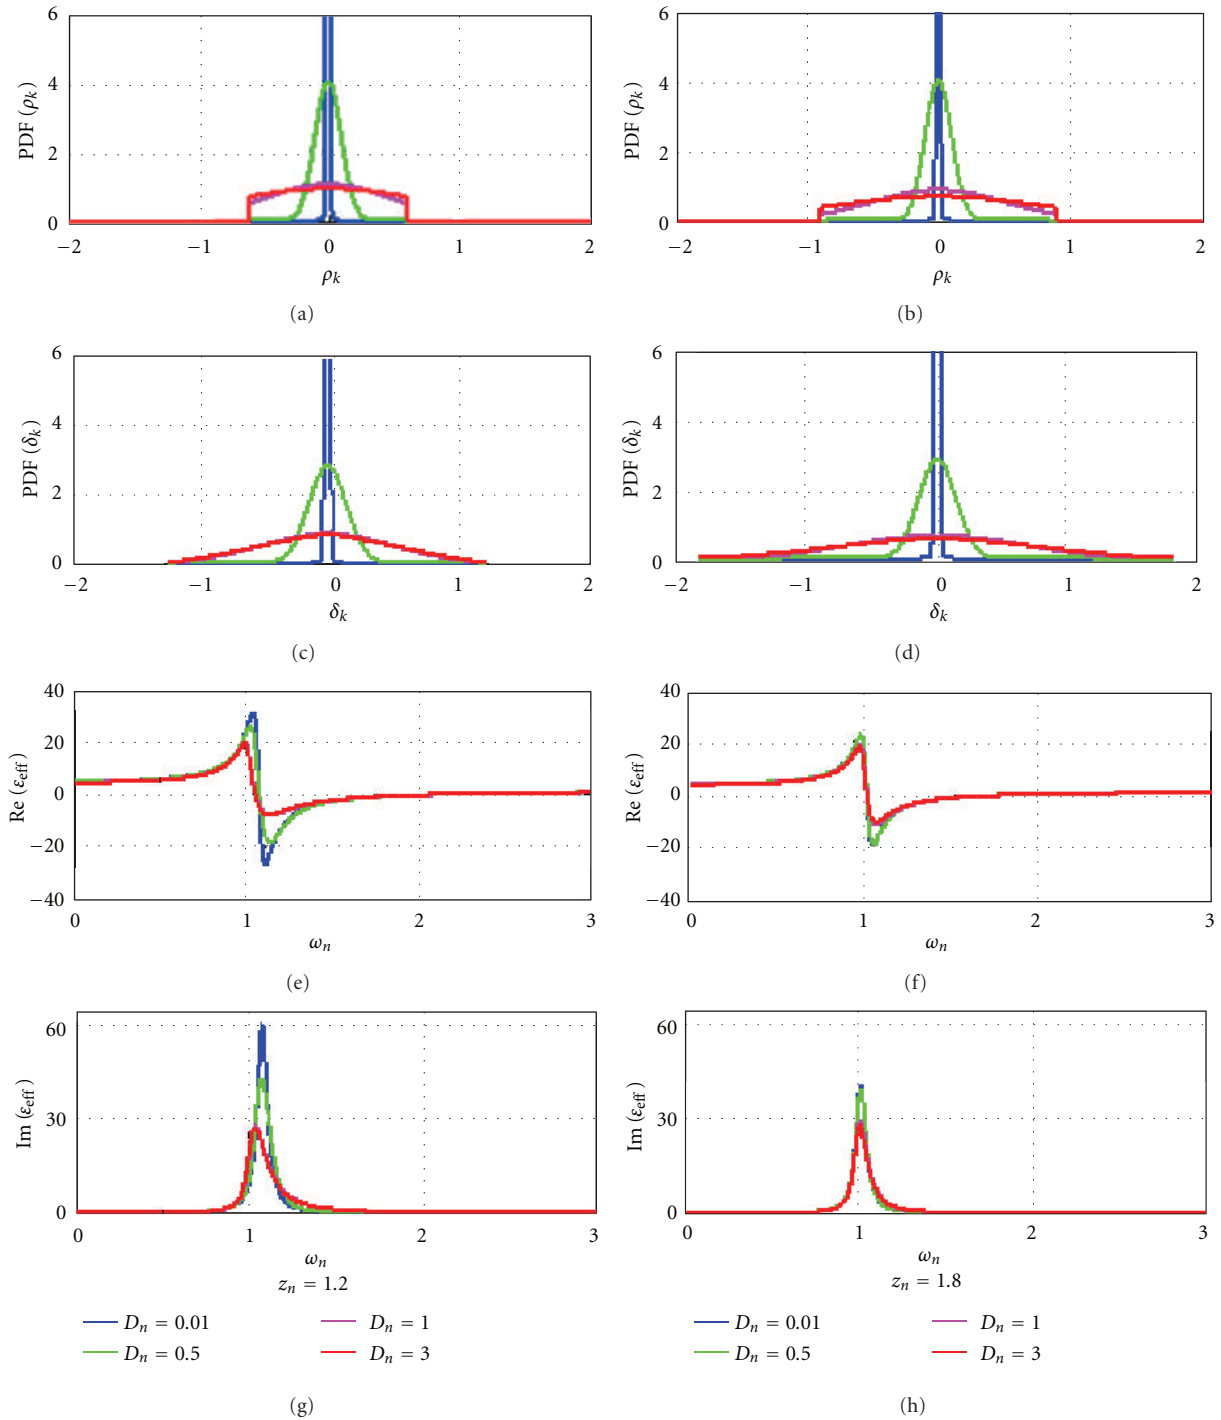 6
4
2
0
PDF (ρk)
−2 −1 0 1 2
ρk
(a)
6
4
2
0
PDF (ρk)
−2 −1 0 1 2
ρk
(b)
6
4
2
0
PDF (δk)
−2 −1 0 1 2
δk
(c)
6
4
2
0
PDF (δk)
−2 −1 0 1 2
δk
(d)
40
20
0
−20
−40
Re (εeff)
0 1 2 3
ωn
(e)
40
20
0
−20
−40
Re (εeff)
0 1 2 3
ωn
(f)
60
30
0
Im (εeff)
0 1 2 3
ωn
zn = 1.2
Dn = 0.01 Dn = 1
Dn = 0.5 Dn = 3
(g)
60
30
0
Im (εeff)
0 1 2 3
ωn
zn = 1.8
Dn = 0.01 Dn = 1
Dn = 0.5 Dn = 3
(h)